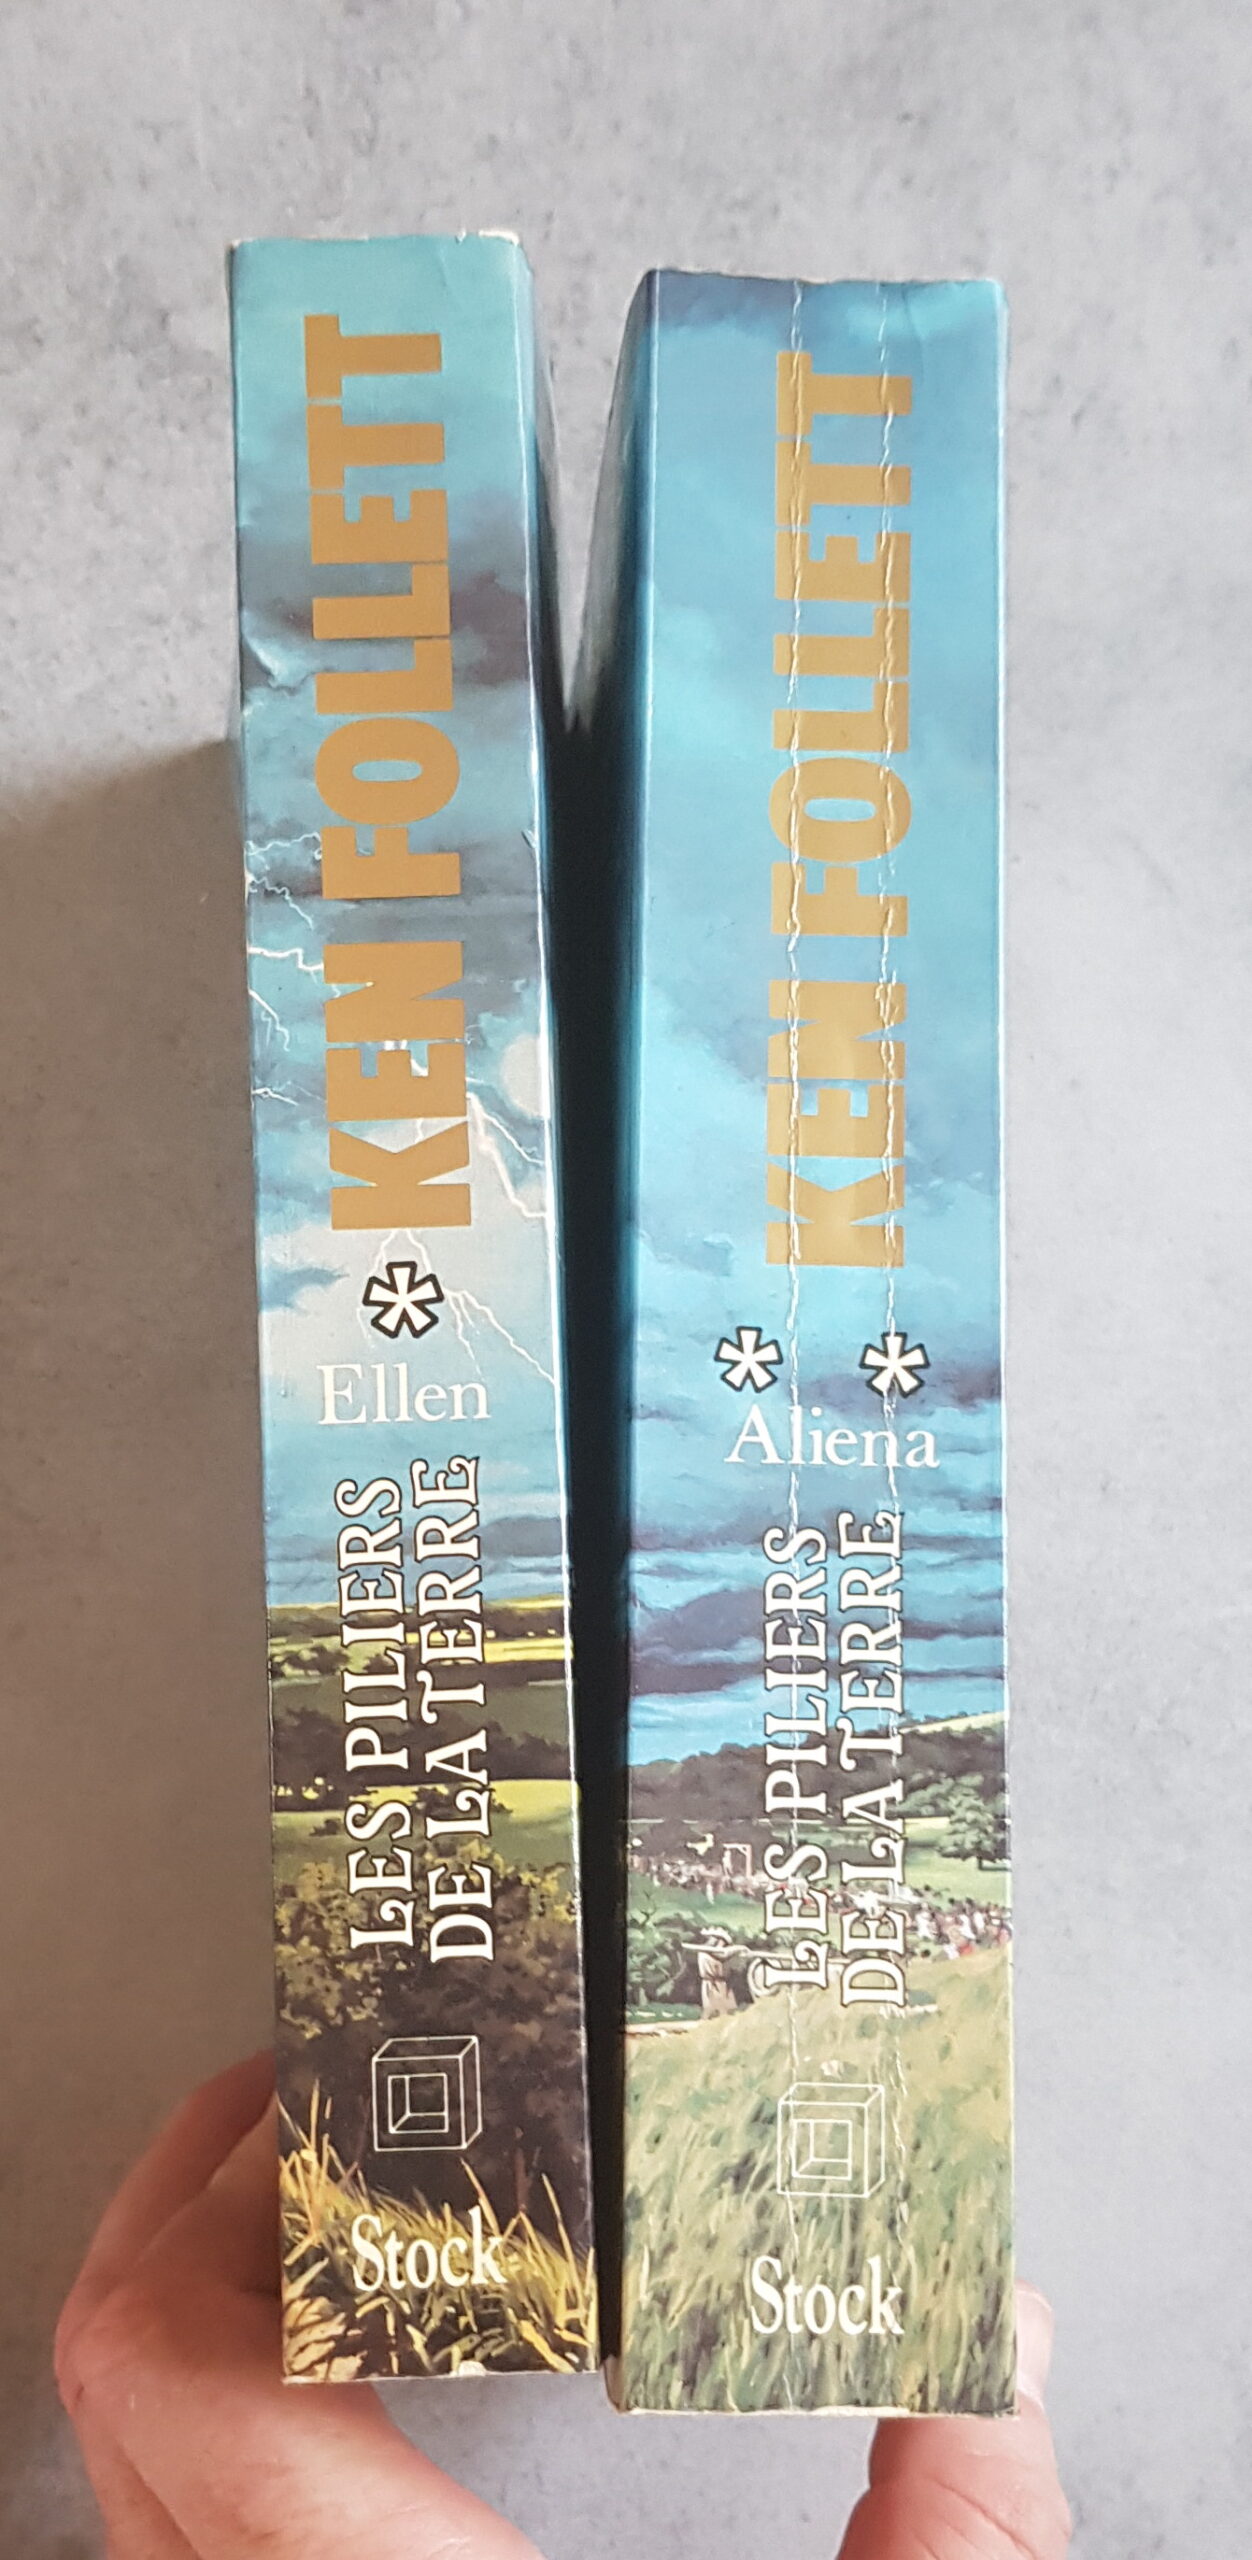 KEN FOLLETT
*
Ellen
LES PILIERS
DE LA TERRE
Stock
KEN FOLLETT
* *
Aliena
LES PILIERS
DE LA TERRE
Stock